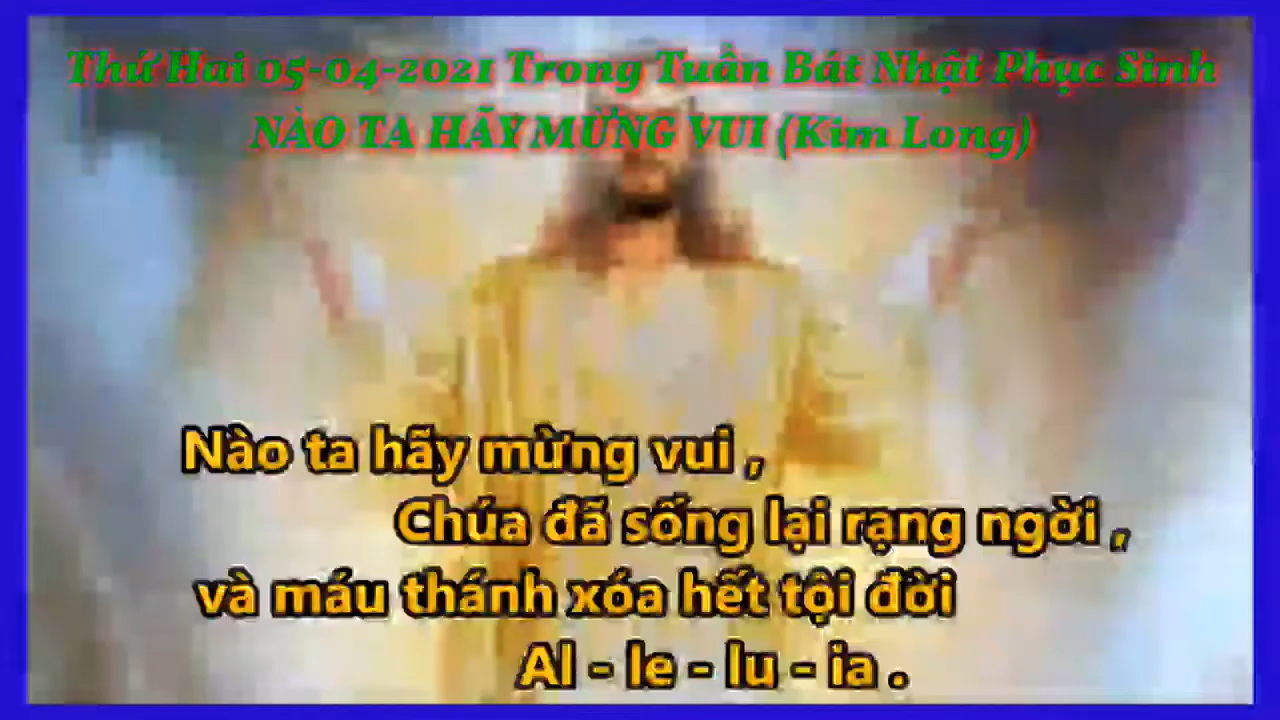 Thứ Hai 05-04-2021 Trong Tuần Bát Nhật Phục Sinh
NÀO TA HÃY MỪNG VUI (Kim Long)
Nào ta hãy mừng vui ,
Chúa đã sống lại rạng ngời ,
và máu thánh xóa hết tội đời
Al - le - lu - ia .